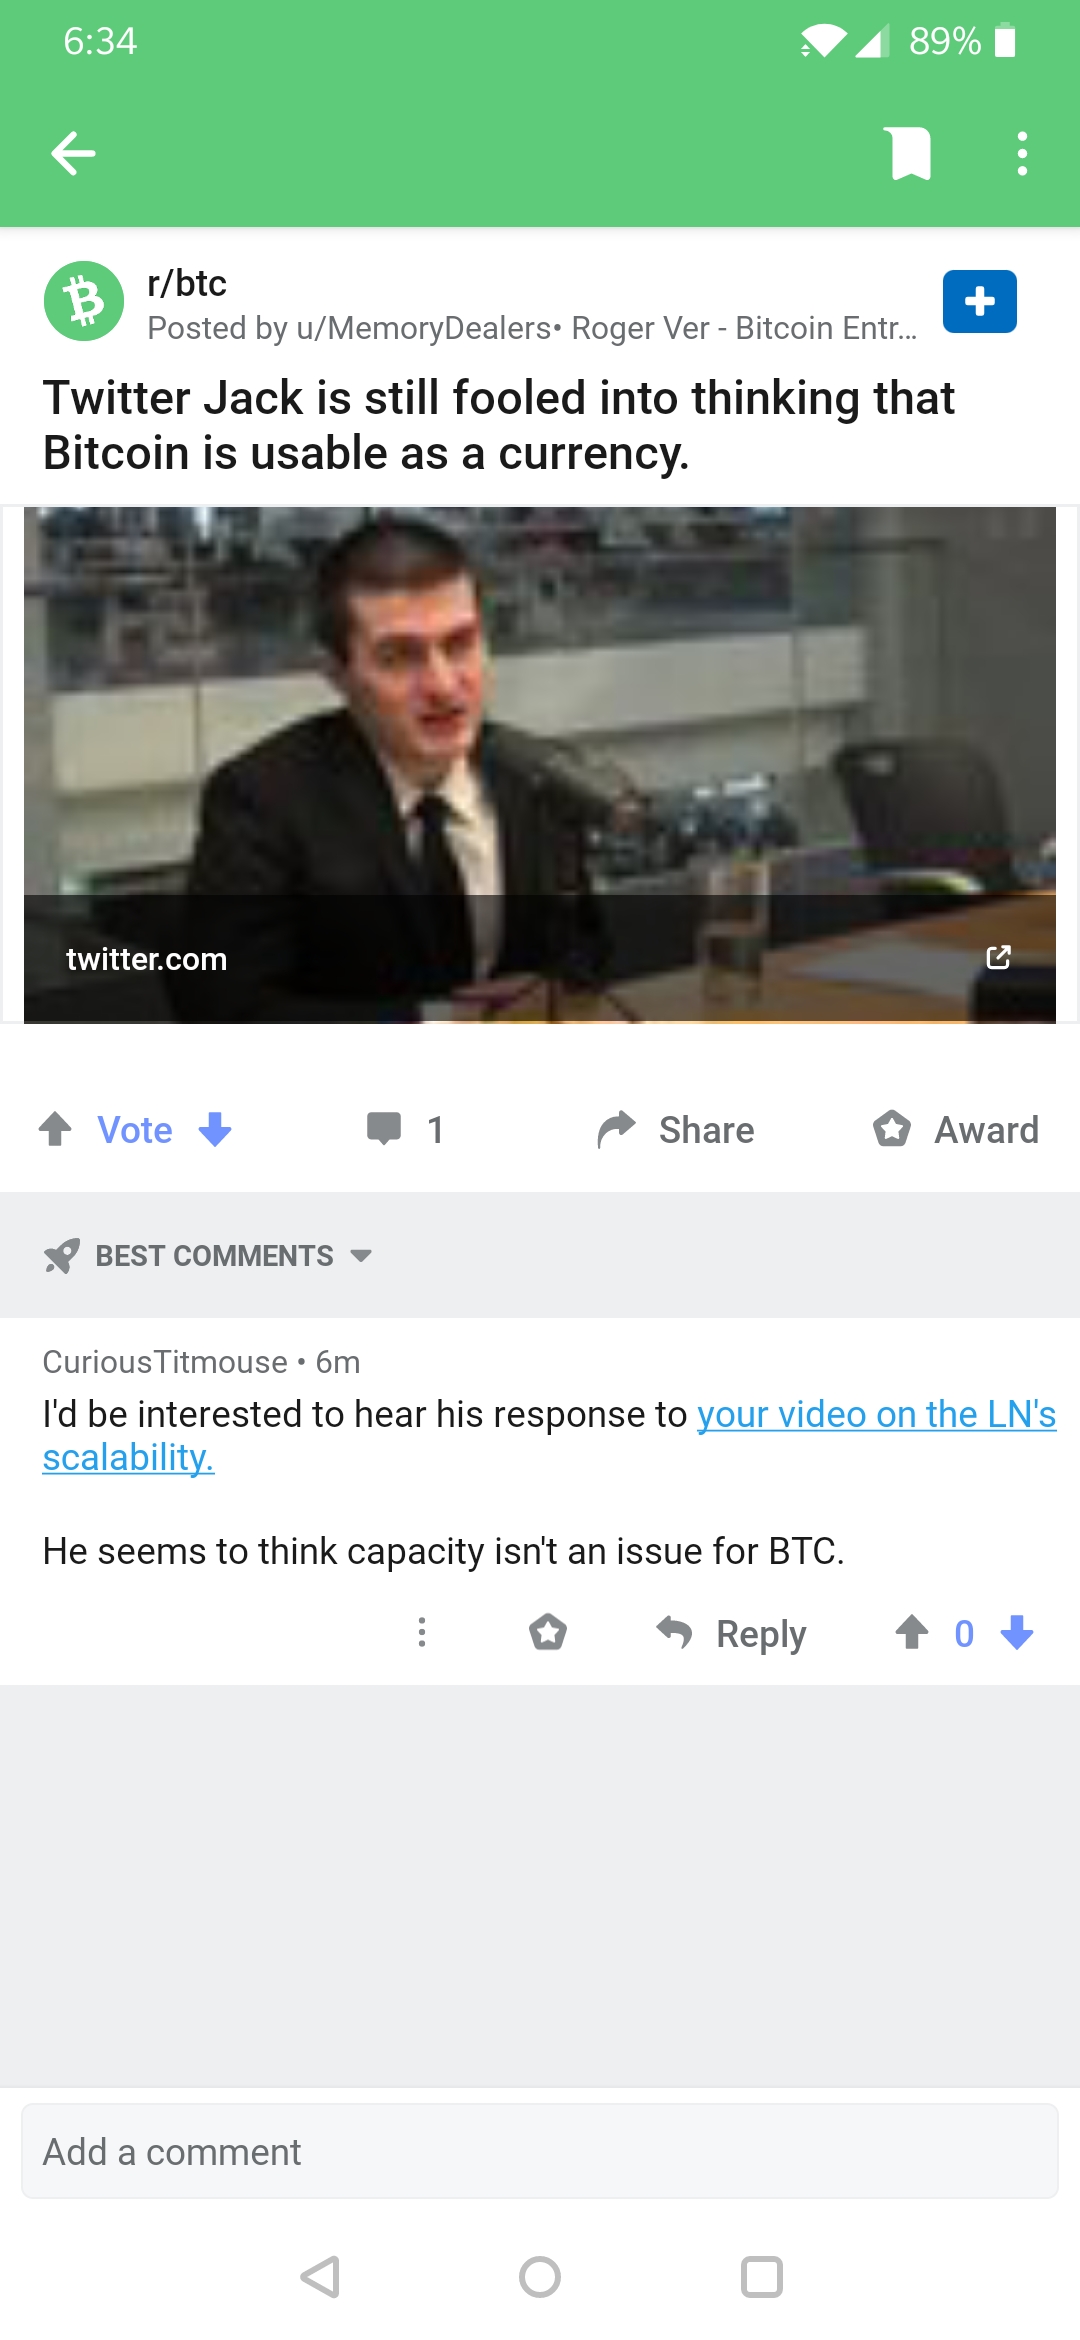 6:34
89%
r/btc
Posted by u/MemoryDealers• Roger Ver - Bitcoin Entr...
Twitter Jack is still fooled into thinking that
Bitcoin is usable as a currency.
twitter.com
Vote
1
Share
Award
BEST COMMENTS
CuriousTitmouse • 6m
I'd be interested to hear his response to your video on the LN's
scalability.
He seems to think capacity isn't an issue for BTC.
Reply
0
Add a comment